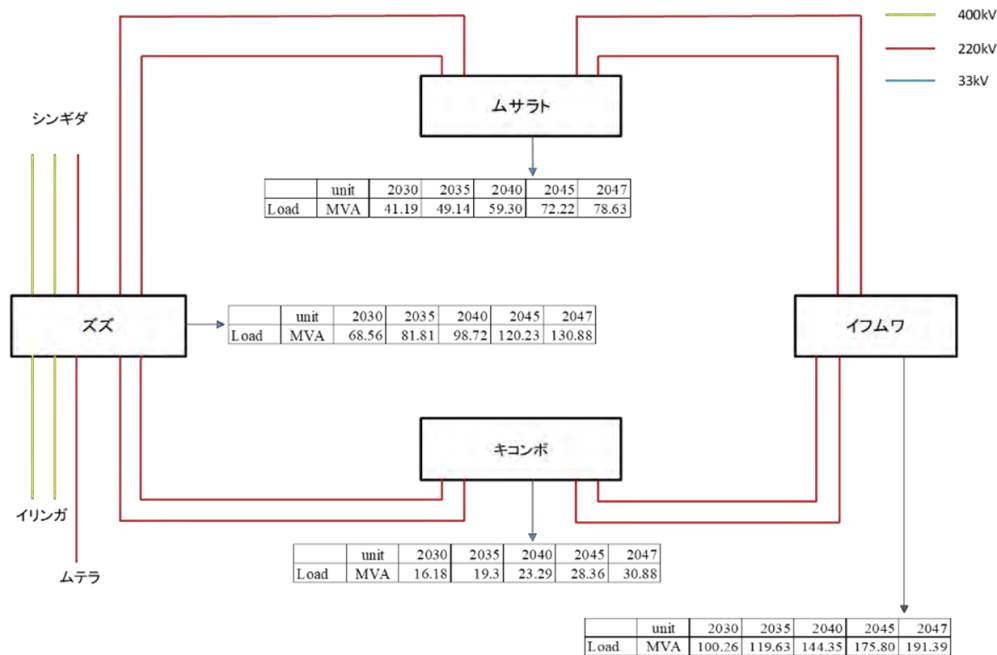 400kV
220kV
33kV
ムサラト
シンギダ
unit 2030 2035 2040 2045 2047
Load MVA 41.19 49.14 59.30 72.22 78.63
ズズ
unit 2030 2035 2040 2045 2047
Load MVA 68.56 81.81 98.72 120.23 130.88
イフムワ
キコンボ
イリンガ
ムテラ
unit 2030 2035 2040 2045 2047
Load MVA 16.18 19.3 23.29 28.36 30.88
unit 2030 2035 2040 2045 2047
Load MVA 100.26 119.63 144.35 175.80 191.39